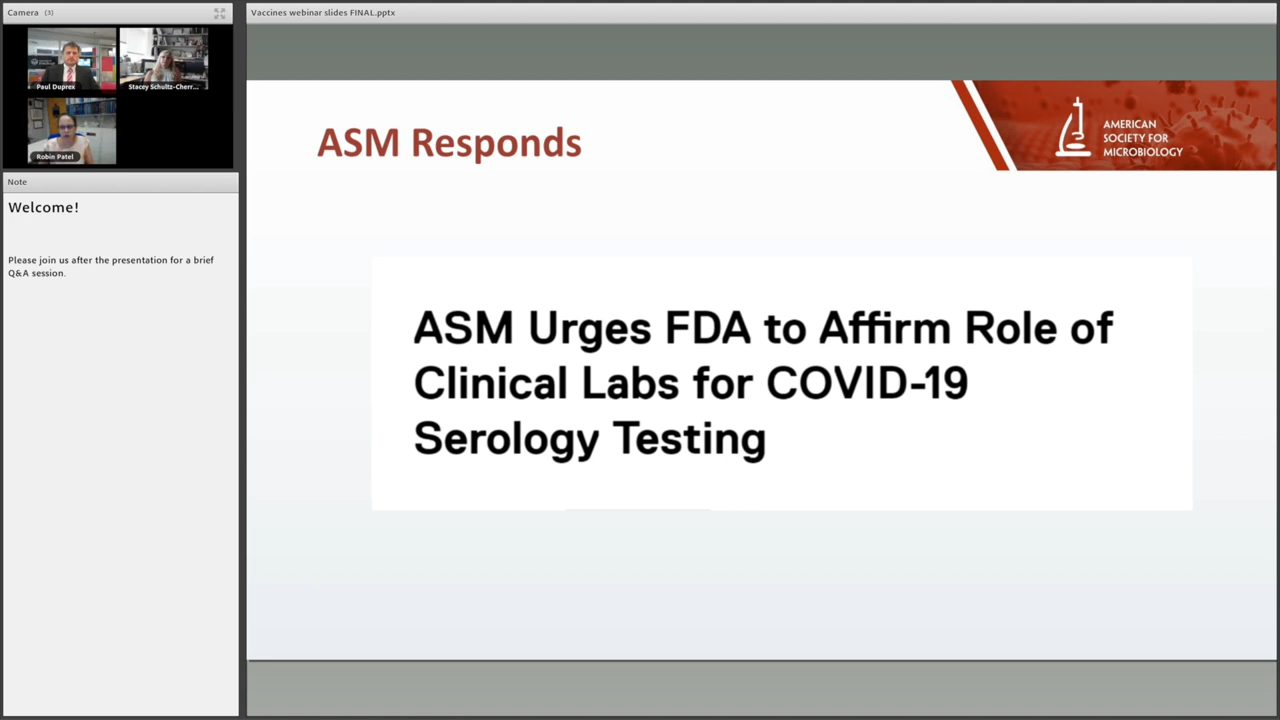 Camera (3)
Vaccines webinar slides FINAL.pptx
Paul Duprex
Stacey Schultz-Cherr...
Robin Patel
Note
Welcome!
Please join us after the presentation for a brief
Q&A session.
ASM Responds
AMERICAN
SOCIETY FOR
MICROBIOLOGY
ASM Urges FDA to Affirm Role of
Clinical Labs for COVID-19
Serology Testing